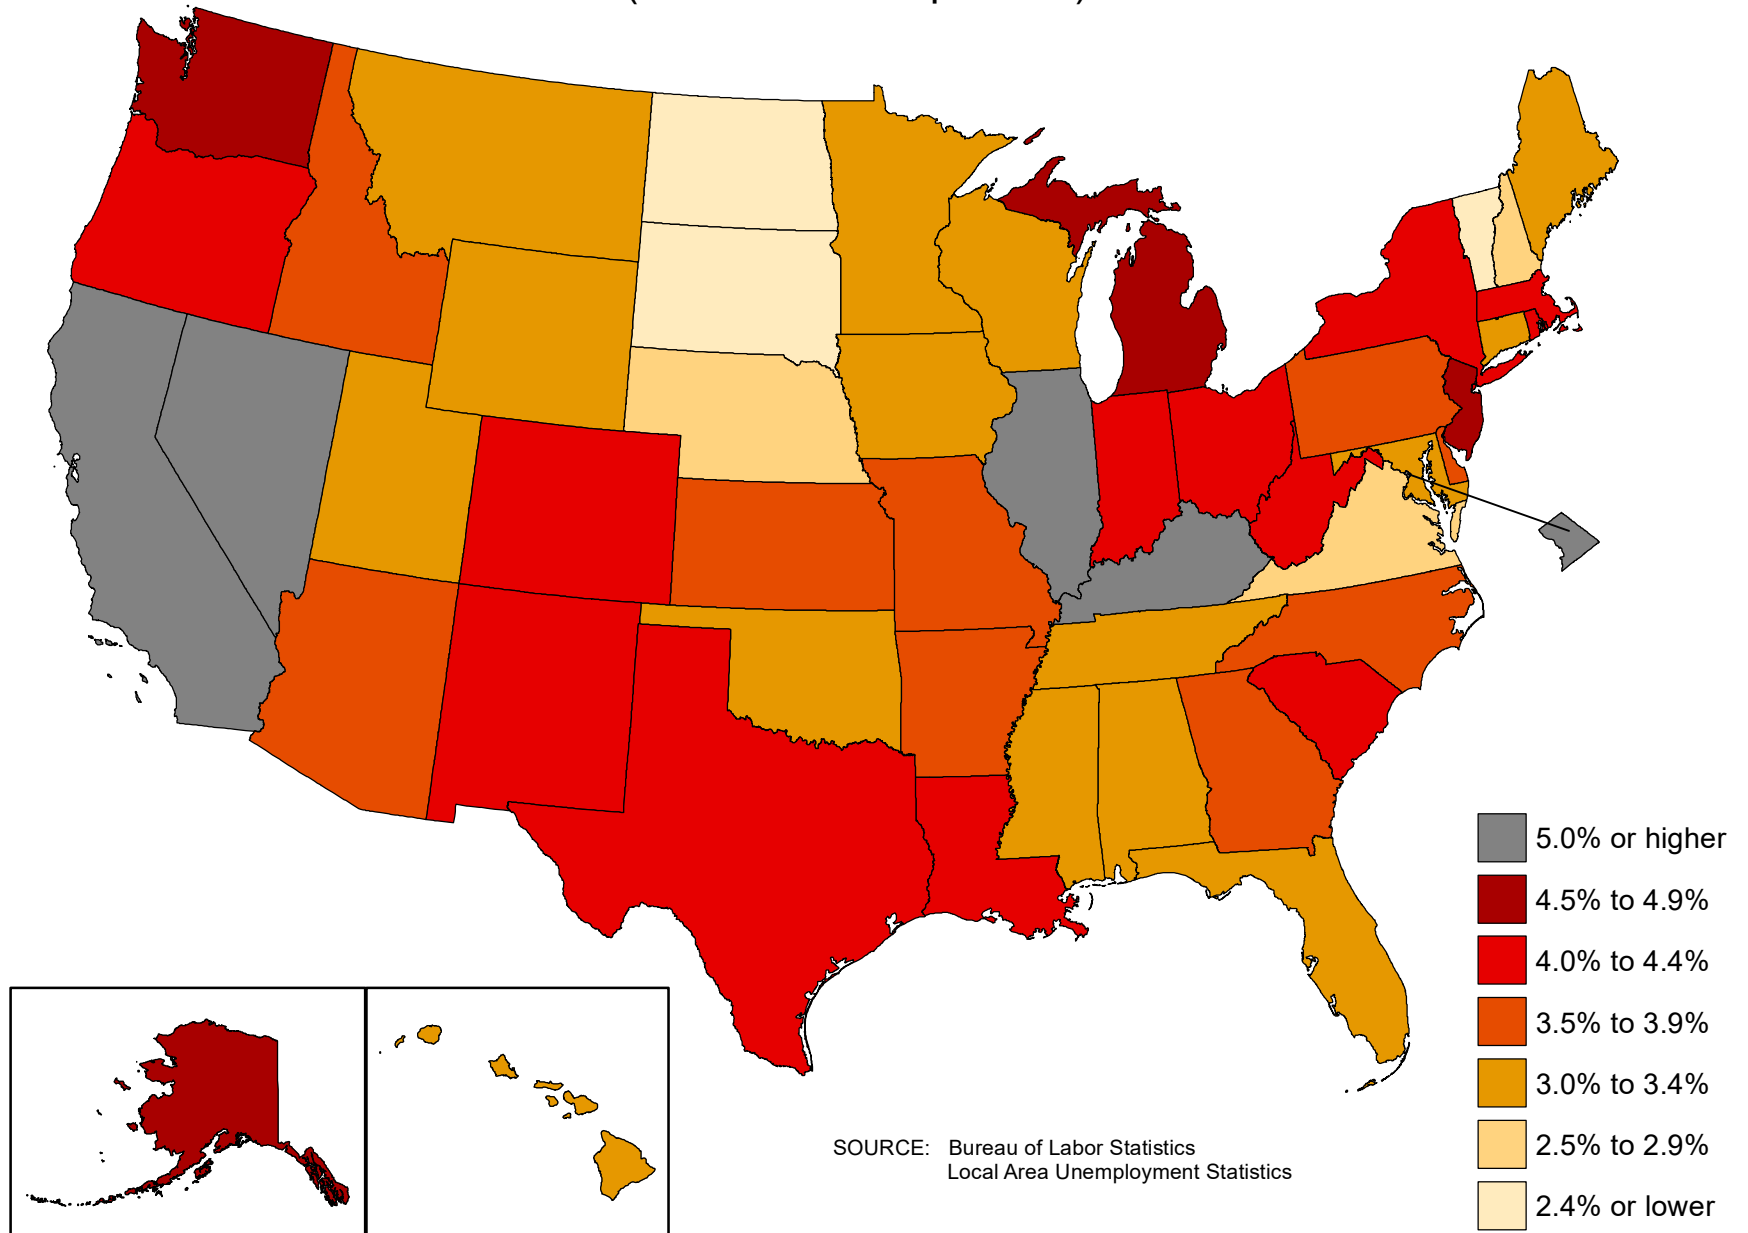 5.0% or higher
4.5% to 4.9%
4.0% to 4.4%
3.5% to 3.9%
3.0% to 3.4%
2.5% to 2.9%
2.4% or lower
SOURCE: Bureau of Labor Statistics
Local Area Unemployment Statistics